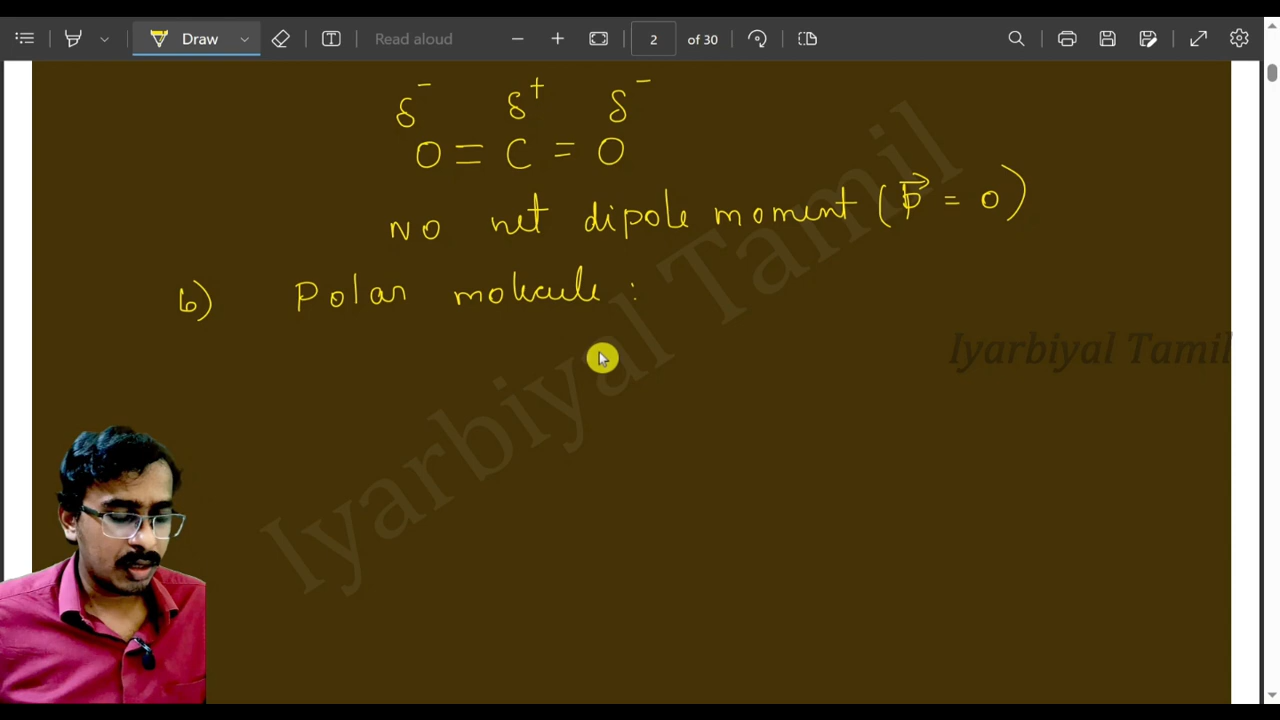 Draw
Read aloud
2 of 30
δ⁻ δ⁺ δ⁻
O = C = O
NO net dipole moment (p⃗ = 0)
b) Polar molecule :
Iyarbiyal Tamil
Iyarbiyal Tamil